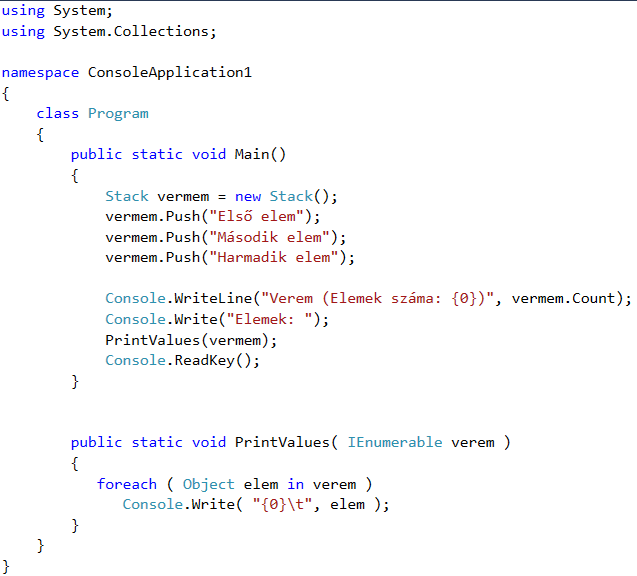 using System;
using System.Collections;
namespace ConsoleApplication1
{
class Program
{
public static void Main()
{
Stack vermem = new Stack();
vermem.Push("Első elem");
vermem.Push("Második elem");
vermem.Push("Harmadik elem");
Console.WriteLine("Verem (Elemek száma: {0})", vermem.Count);
Console.Write("Elemek: ");
PrintValues(vermem);
Console.ReadKey();
}
public static void PrintValues( IEnumerable verem )
{
foreach ( Object elem in verem )
Console.Write( "{0}\t", elem );
}
}
}